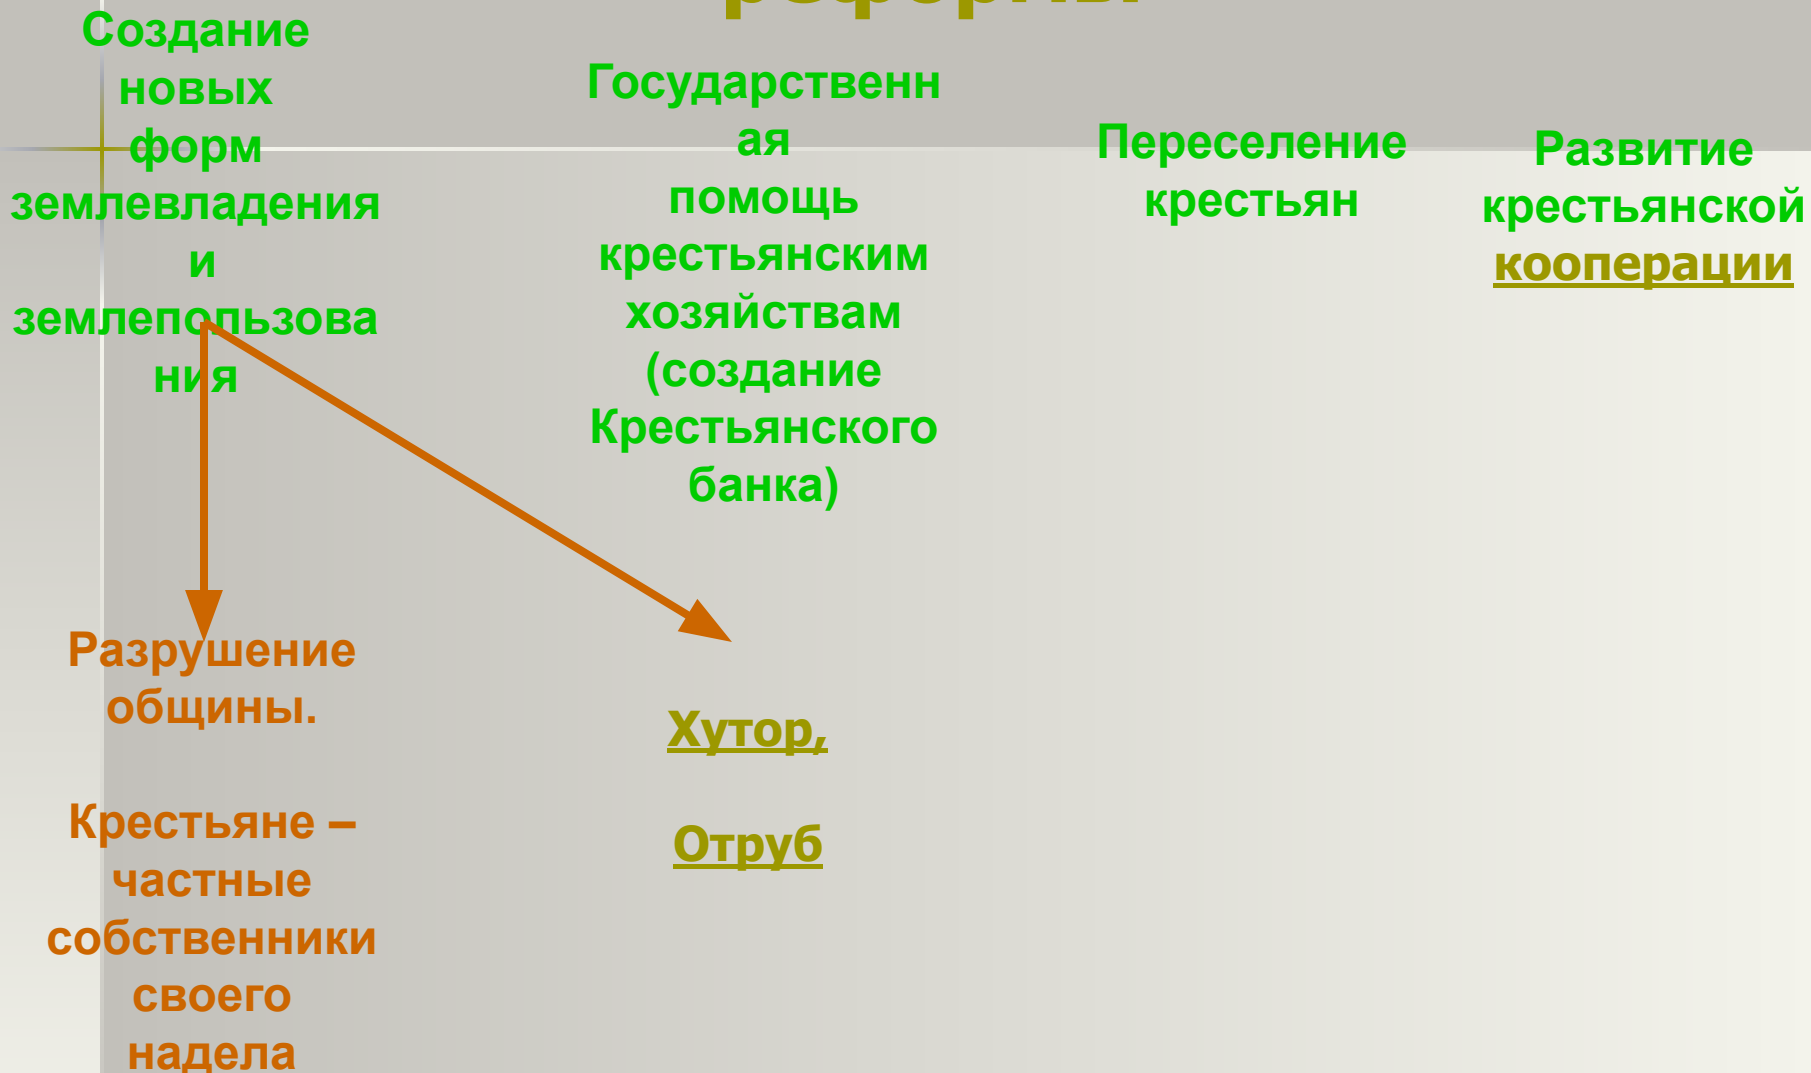 реформы
Создание
новых
форм
землевладения
и
землепользова
ния
Государственн
ая
помощь
крестьянским
хозяйствам
(создание
Крестьянского
банка)
Переселение
крестьян
Развитие
крестьянской
кооперации
Разрушение
общины.
Крестьяне –
частные
собственники
своего
надела
Хутор,
Отруб